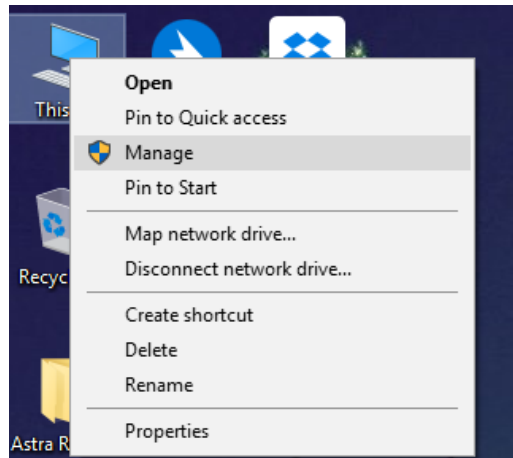 This
Open
Pin to Quick access
Manage
Pin to Start
Map network drive...
Disconnect network drive...
Recyc
Create shortcut
Delete
Rename
Properties
Astra R